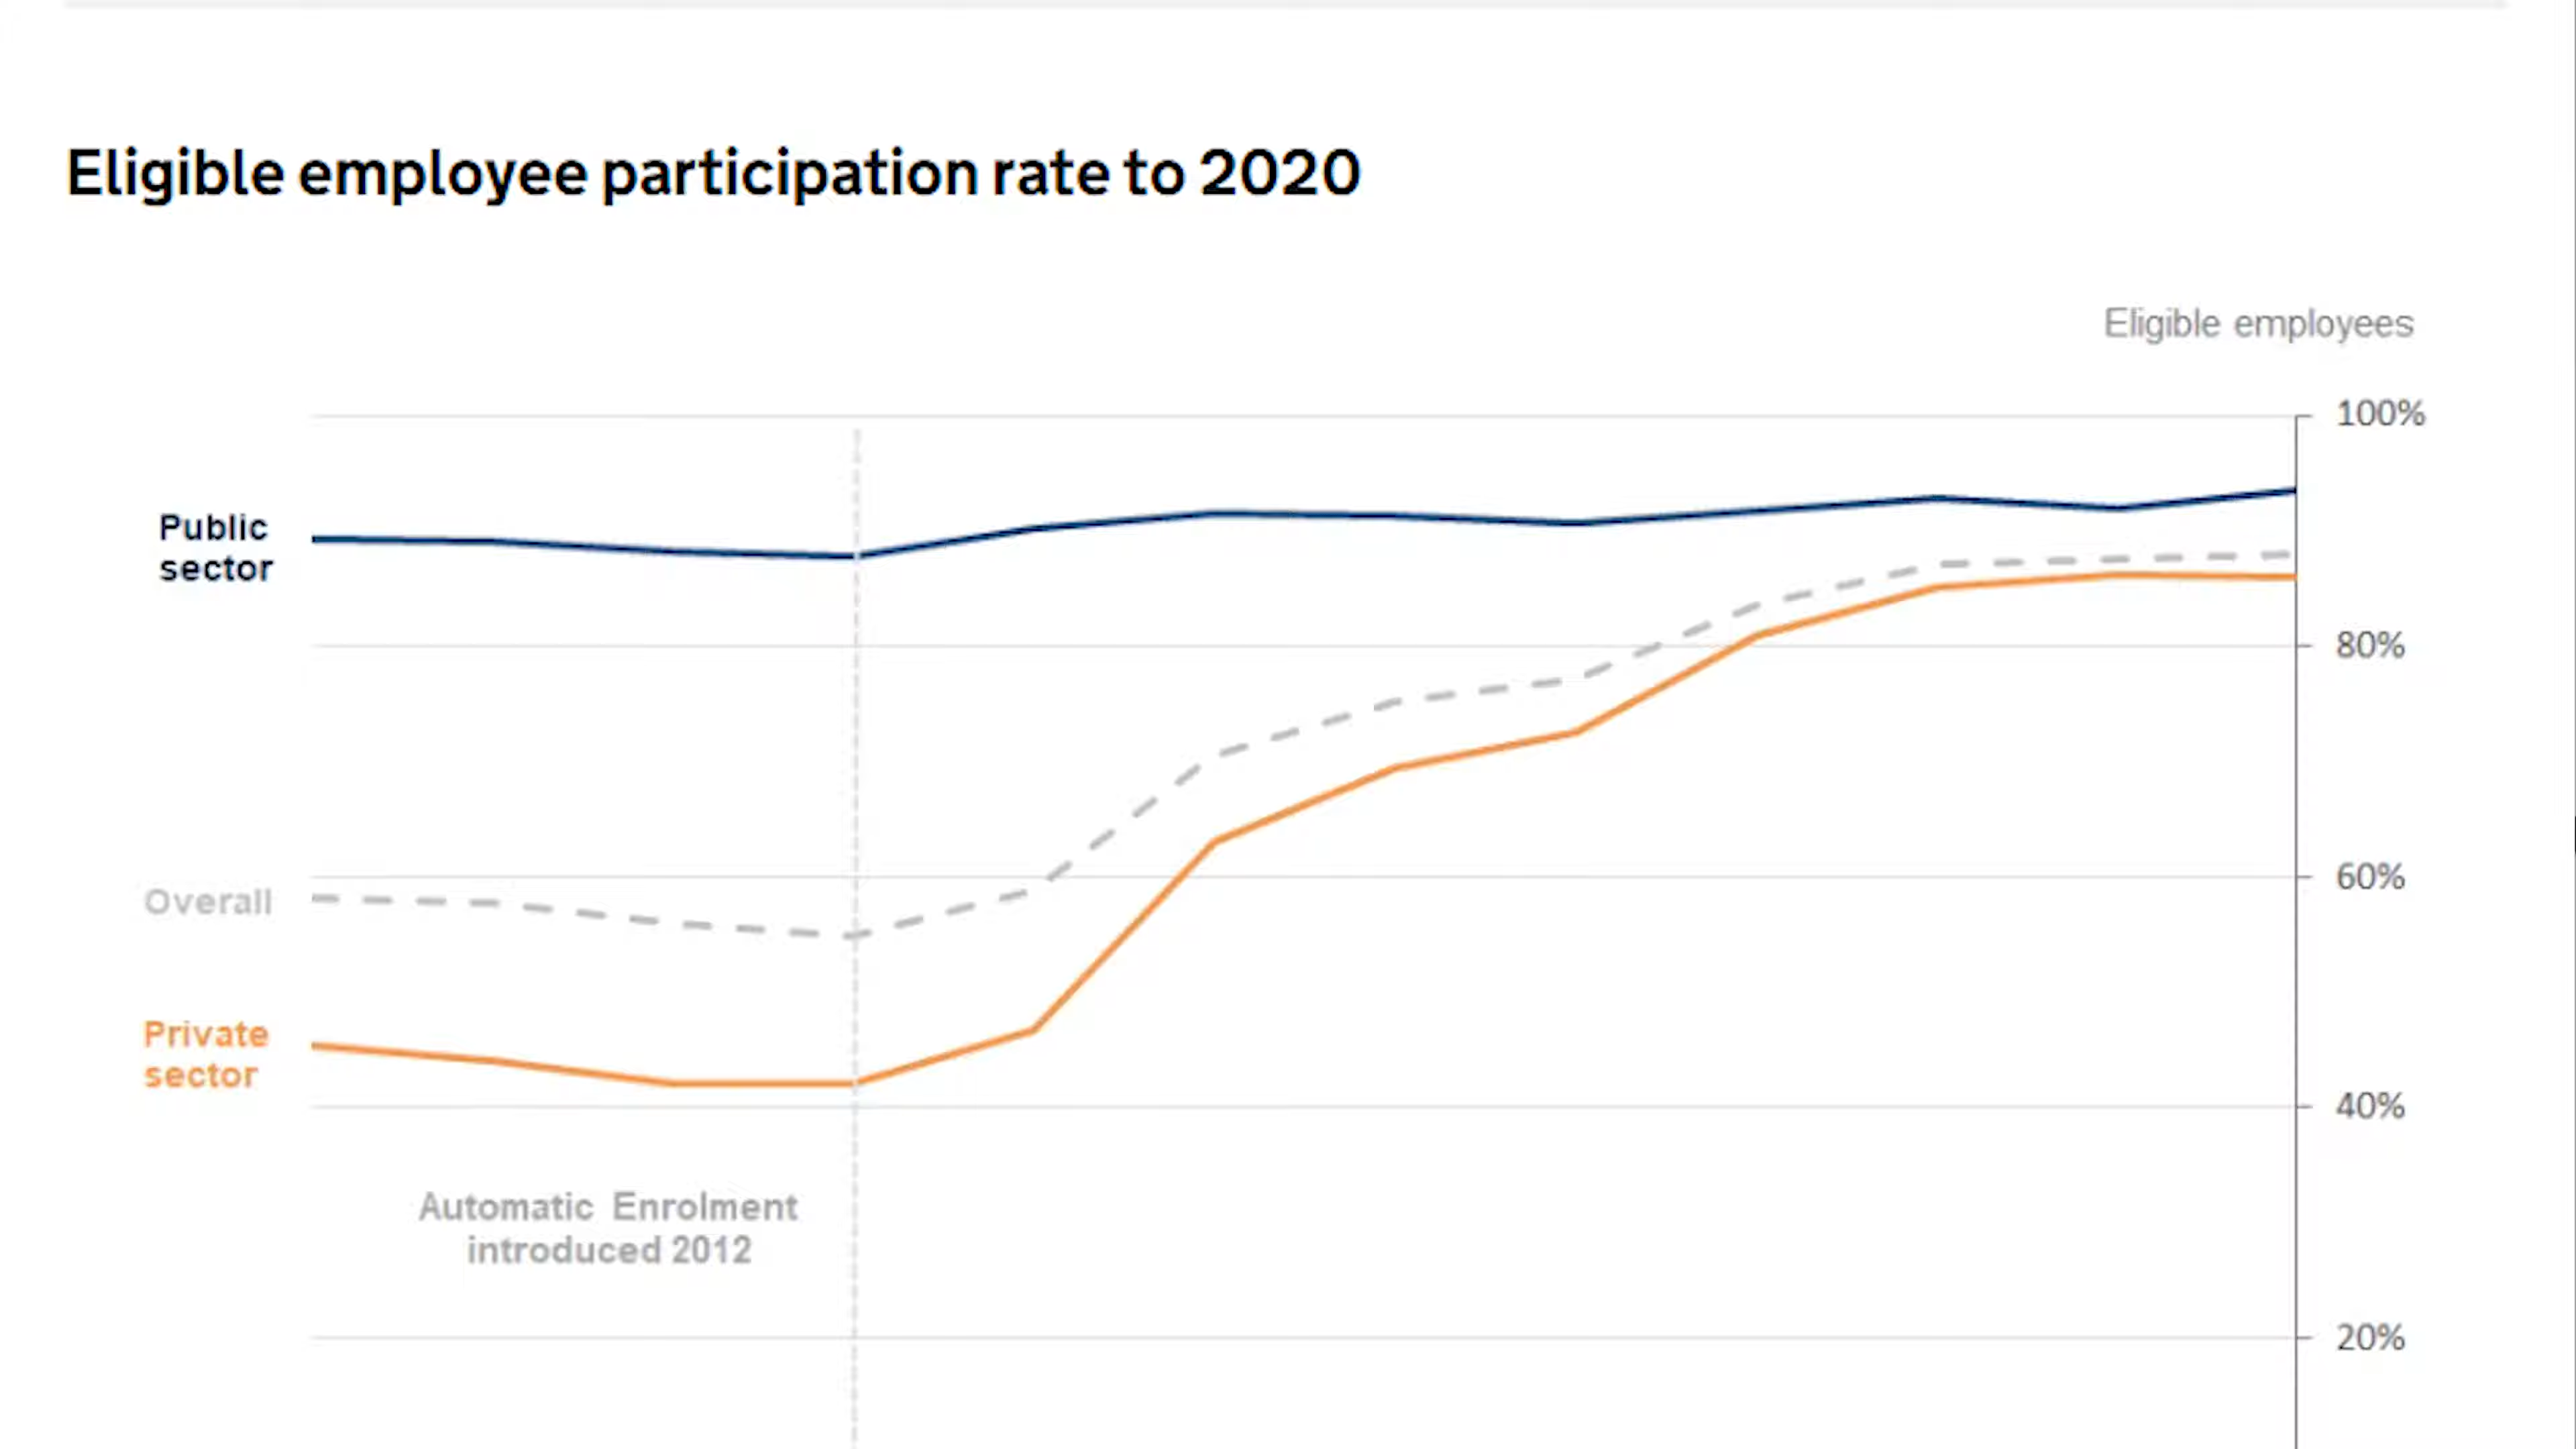 Eligible employee participation rate to 2020
Eligible employees
100%
Public
sector
80%
60%
Overall
Private
sector
40%
Automatic Enrolment
introduced 2012
20%